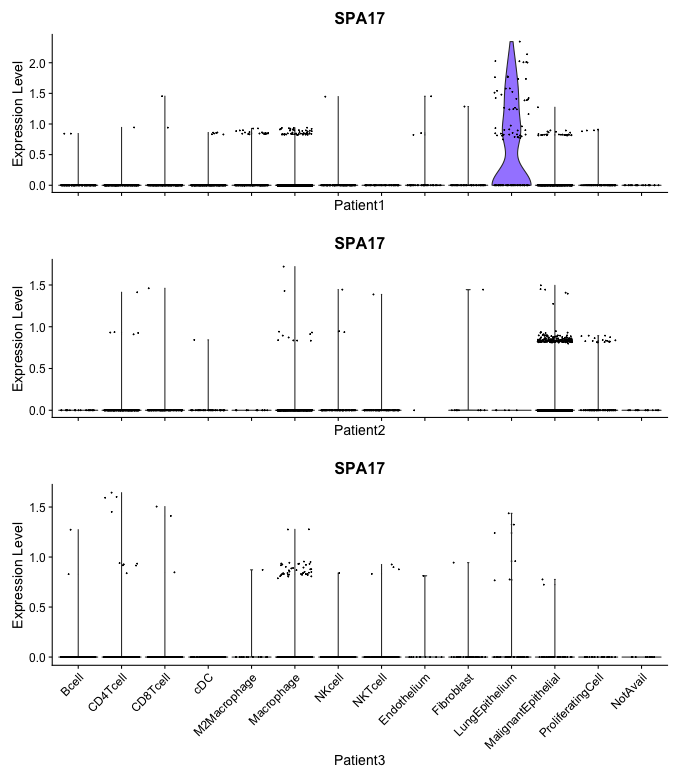 SPA17
Expression Level
2.0
1.5
1.0
0.5
0.0
Patient1
SPA17
Expression Level
1.5
1.0
0.5
0.0
Patient2
SPA17
Expression Level
1.5
1.0
0.5
0.0
Bcell
CD4Tcell
CD8Tcell
cDC
M2Macrophage
Macrophage
NKcell
NKTcell
Endothelium
Fibroblast
LungEpithelium
MalignantEpithelial
ProliferatingCell
NotAvail
Patient3